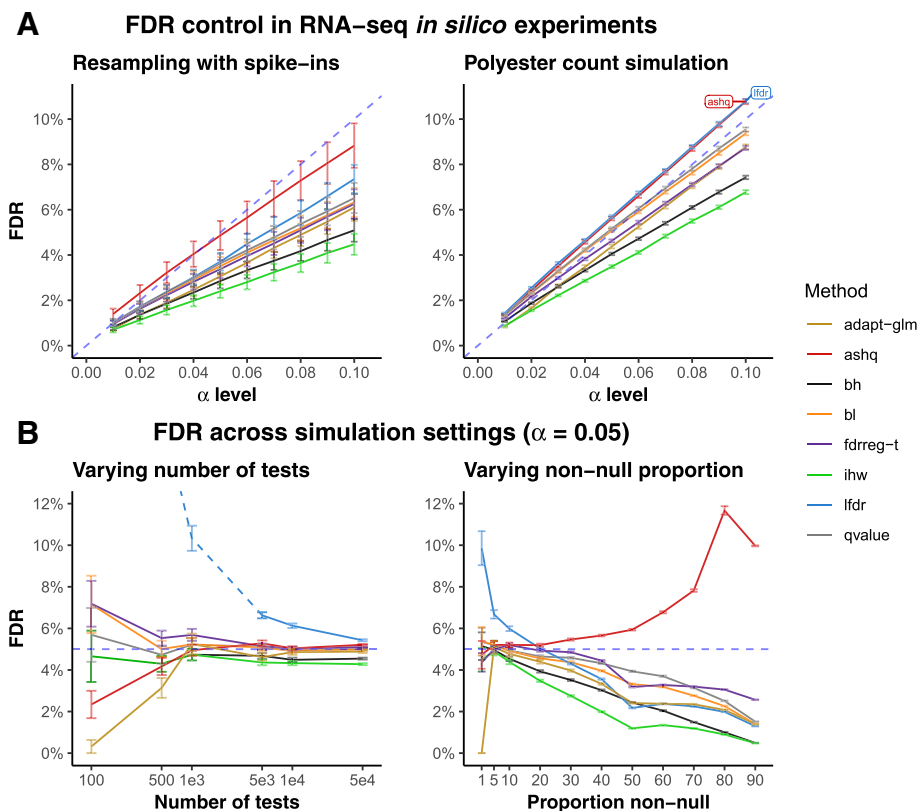 A
FDR control in RNA−seq in silico experiments
Resampling with spike−ins
Polyester count simulation
FDR
10%
8%
6%
4%
2%
0%
0.00 0.02 0.04 0.06 0.08 0.10
α level
10%
8%
6%
4%
2%
0%
ashq
lfdr
0.00 0.02 0.04 0.06 0.08 0.10
α level
B
FDR across simulation settings (α = 0.05)
Varying number of tests
Varying non−null proportion
FDR
12%
10%
8%
6%
4%
2%
0%
100 500 1e3 5e3 1e4 5e4
Number of tests
12%
10%
8%
6%
4%
2%
0%
1 5 10 20 30 40 50 60 70 80 90
Proportion non−null
Method
adapt−glm
ashq
bh
bl
fdrreg−t
ihw
lfdr
qvalue